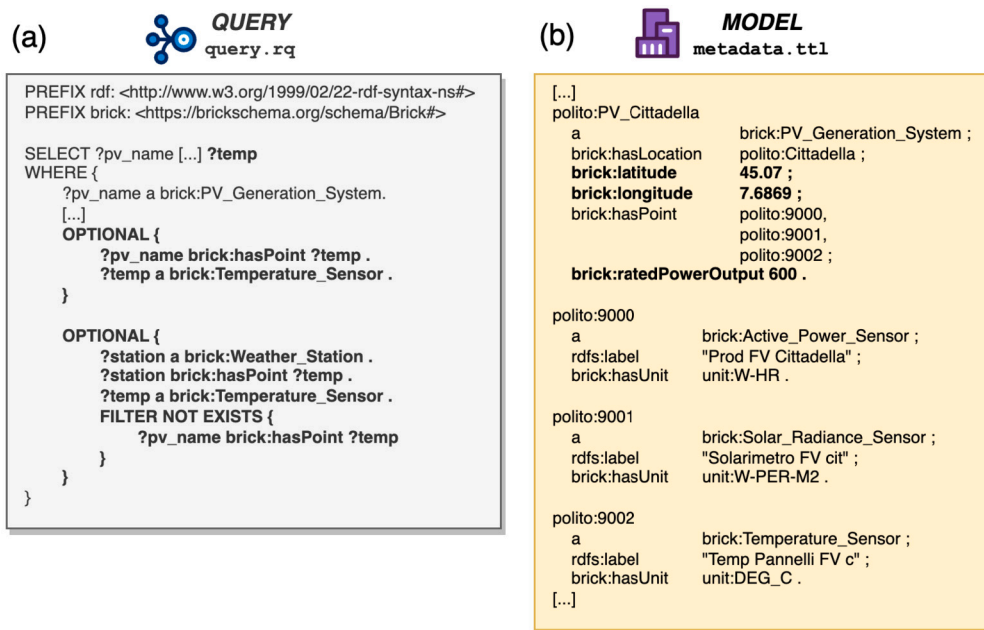 (a)
QUERY
query.rq
PREFIX rdf: <http://www.w3.org/1999/02/22-rdf-syntax-ns#>
PREFIX brick: <https://brickschema.org/schema/Brick#>
SELECT ?pv_name [...] ?temp
WHERE {
?pv_name a brick:PV_Generation_System.
[...]
OPTIONAL {
?pv_name brick:hasPoint ?temp .
?temp a brick:Temperature_Sensor .
}
OPTIONAL {
?station a brick:Weather_Station .
?station brick:hasPoint ?temp .
?temp a brick:Temperature_Sensor .
FILTER NOT EXISTS {
?pv_name brick:hasPoint ?temp
}
}
}
(b)
MODEL
metadata.ttl
[...]
polito:PV_Cittadella
a brick:PV_Generation_System ;
brick:hasLocation polito:Cittadella ;
brick:latitude 45.07 ;
brick:longitude 7.6869 ;
brick:hasPoint polito:9000,
polito:9001,
polito:9002 ;
brick:ratedPowerOutput 600 .
polito:9000
a brick:Active_Power_Sensor ;
rdfs:label "Prod FV Cittadella" ;
brick:hasUnit unit:W-HR .
polito:9001
a brick:Solar_Radiance_Sensor ;
rdfs:label "Solarimetro FV cit" ;
brick:hasUnit unit:W-PER-M2 .
polito:9002
a brick:Temperature_Sensor ;
rdfs:label "Temp Pannelli FV c" ;
brick:hasUnit unit:DEG_C .
[...]